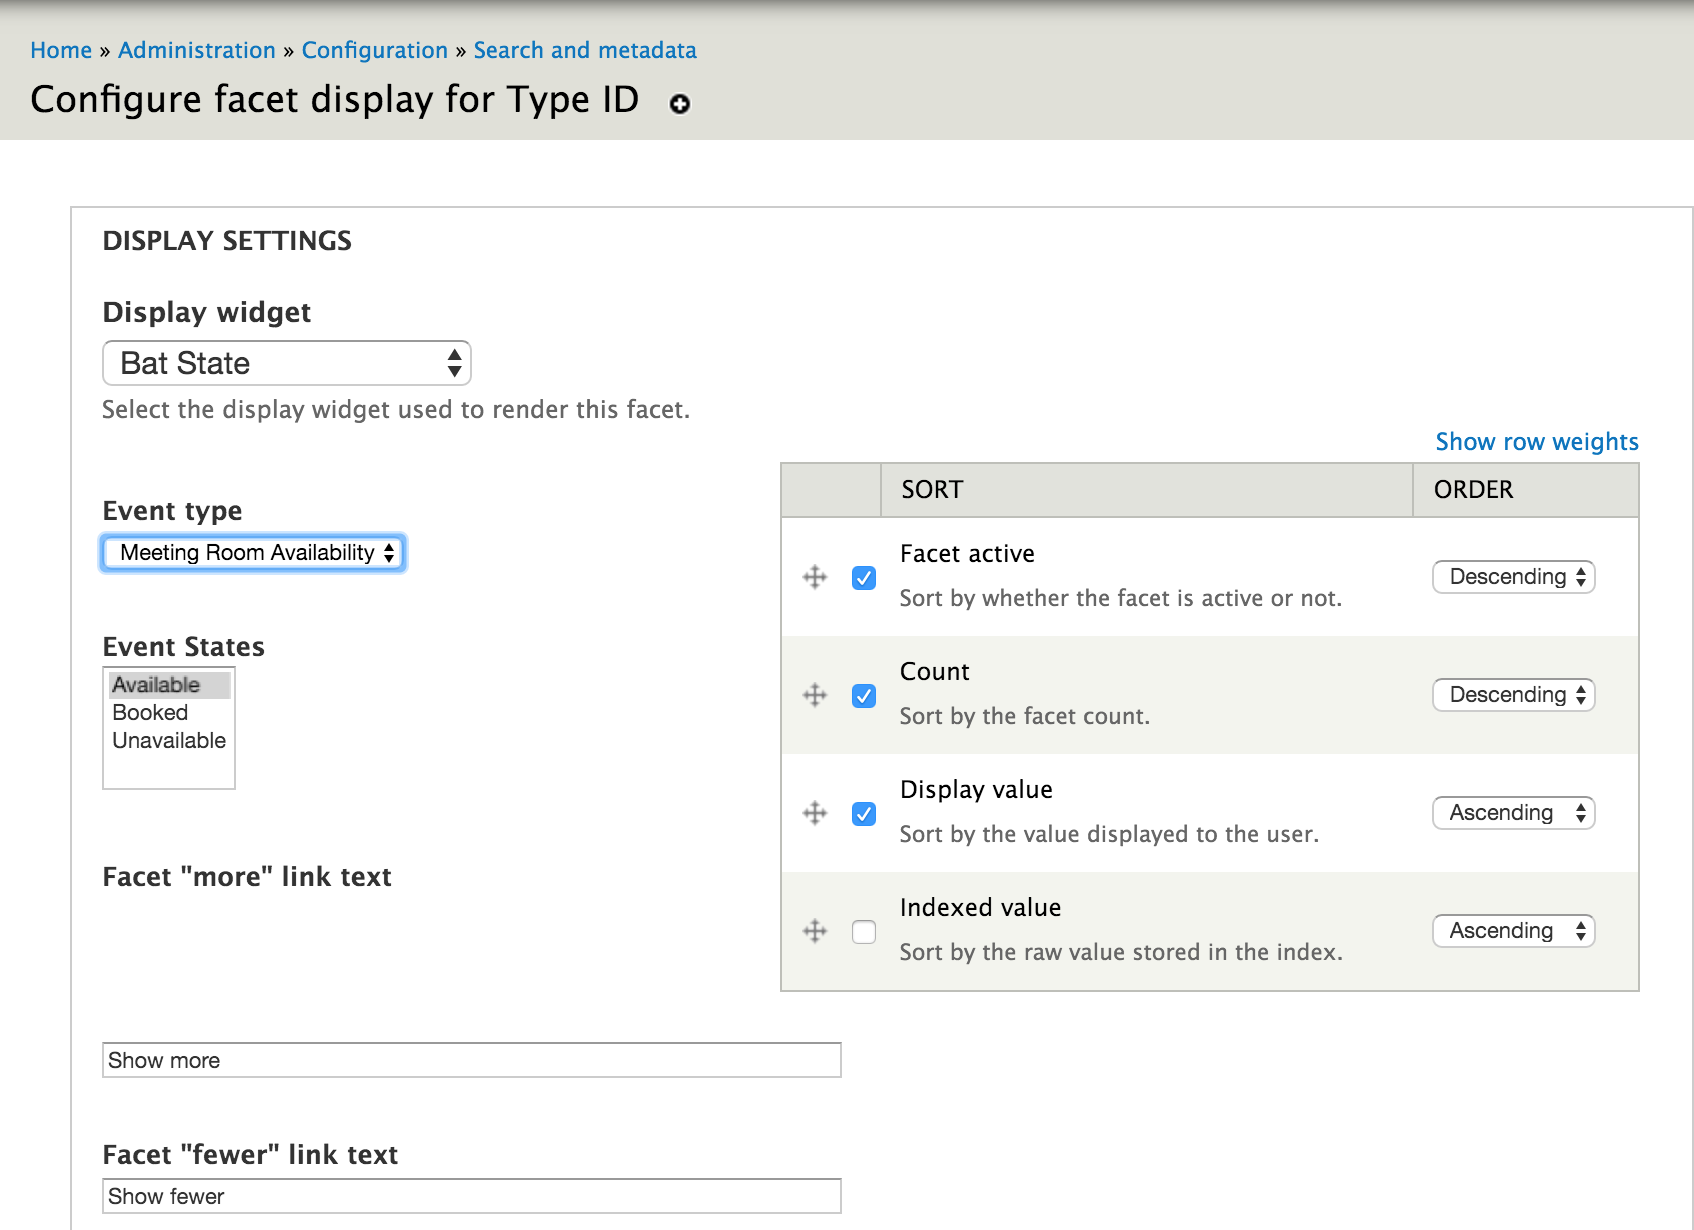 Home » Administration » Configuration » Search and metadata
Configure facet display for Type ID
DISPLAY SETTINGS
Display widget
Bat State
Select the display widget used to render this facet.
Event type
Meeting Room Availability
Event States
Available
Booked
Unavailable
Facet "more" link text
Show more
Facet "fewer" link text
Show fewer
Show row weights
SORT ORDER
Facet active
Sort by whether the facet is active or not.
Descending
Count
Sort by the facet count.
Descending
Display value
Sort by the value displayed to the user.
Ascending
Indexed value
Sort by the raw value stored in the index.
Ascending